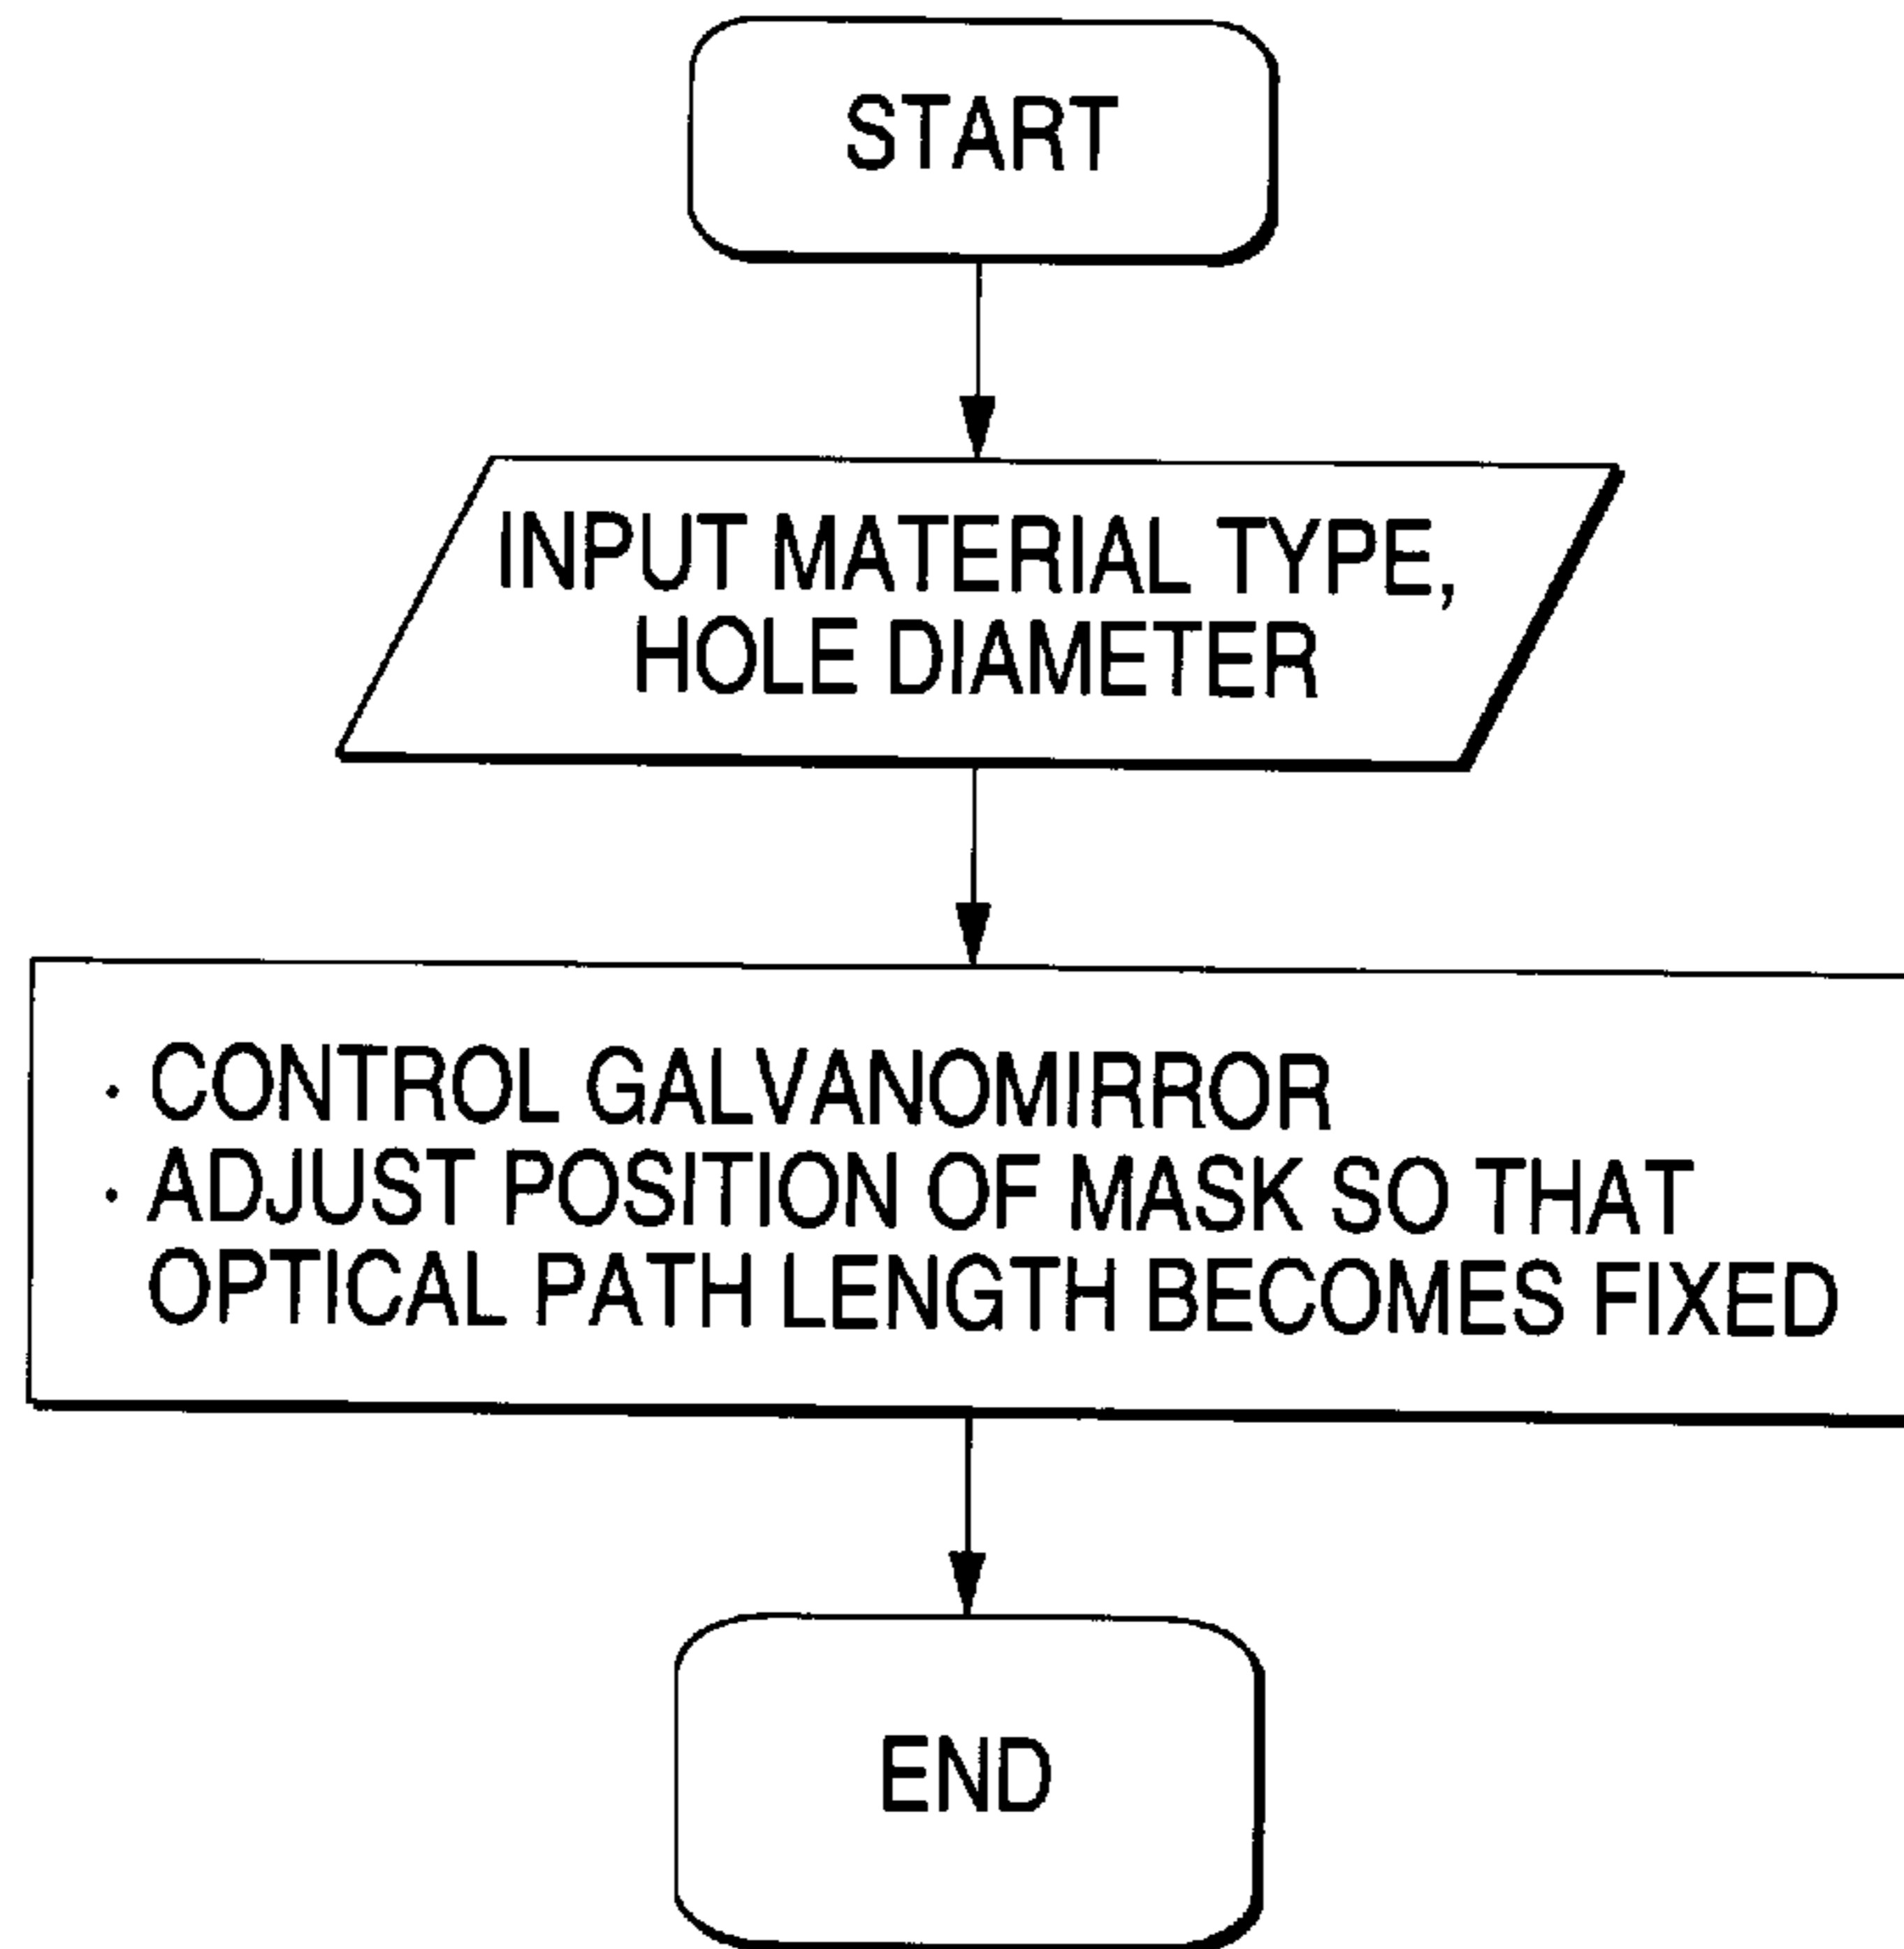 START
INPUT MATERIAL TYPE,
HOLE DIAMETER
· CONTROL GALVANOMIRROR
· ADJUST POSITION OF MASK SO THAT
OPTICAL PATH LENGTH BECOMES FIXED
END